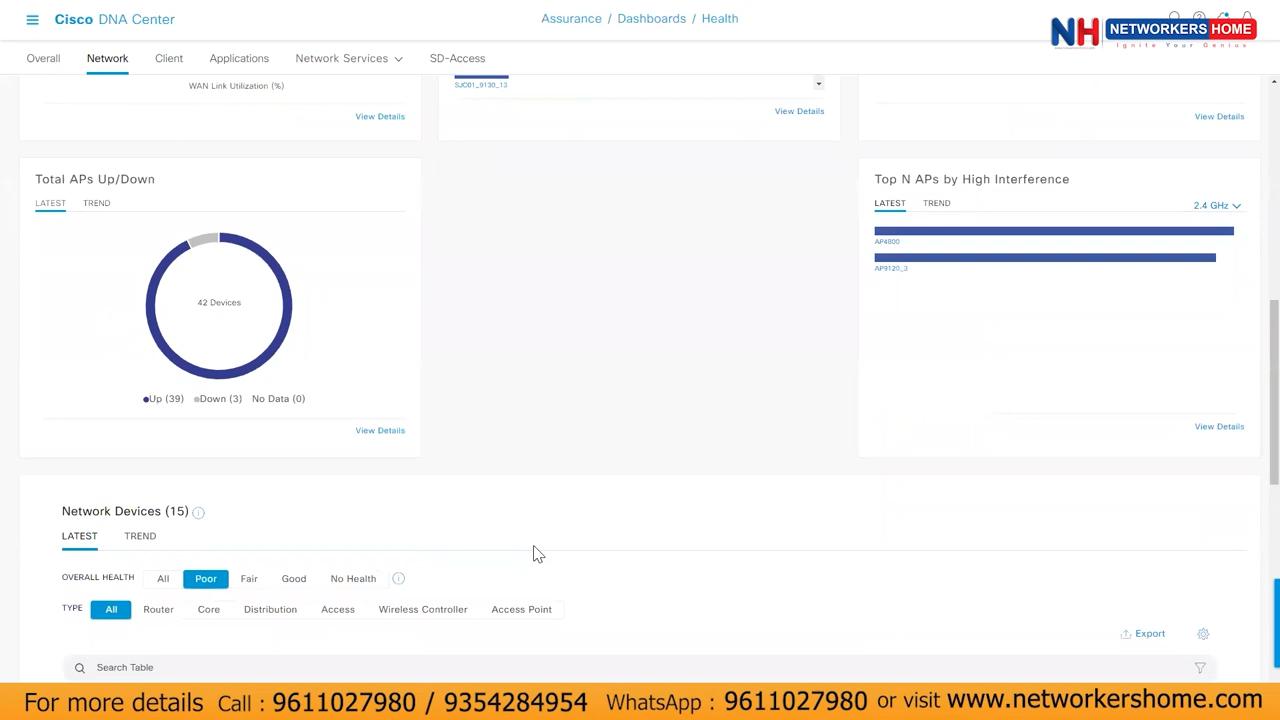 Cisco DNA Center
Assurance / Dashboards / Health
NH NETWORKERS HOME
Ignite Your Genius
Overall Network Client Applications Network Services SD-Access
WAN Link Utilization (%)
SJC01_9130_13
View Details
View Details
View Details
Total APs Up/Down
LATEST TREND
42 Devices
Up (39) Down (3) No Data (0)
View Details
Top N APs by High Interference
LATEST TREND
2.4 GHz
AP4800
AP9120_3
View Details
Network Devices (15)
LATEST TREND
OVERALL HEALTH All Poor Fair Good No Health
TYPE All Router Core Distribution Access Wireless Controller Access Point
Export
Search Table
For more details Call : 9611027980 / 9354284954 WhatsApp : 9611027980 or visit www.networkershome.com